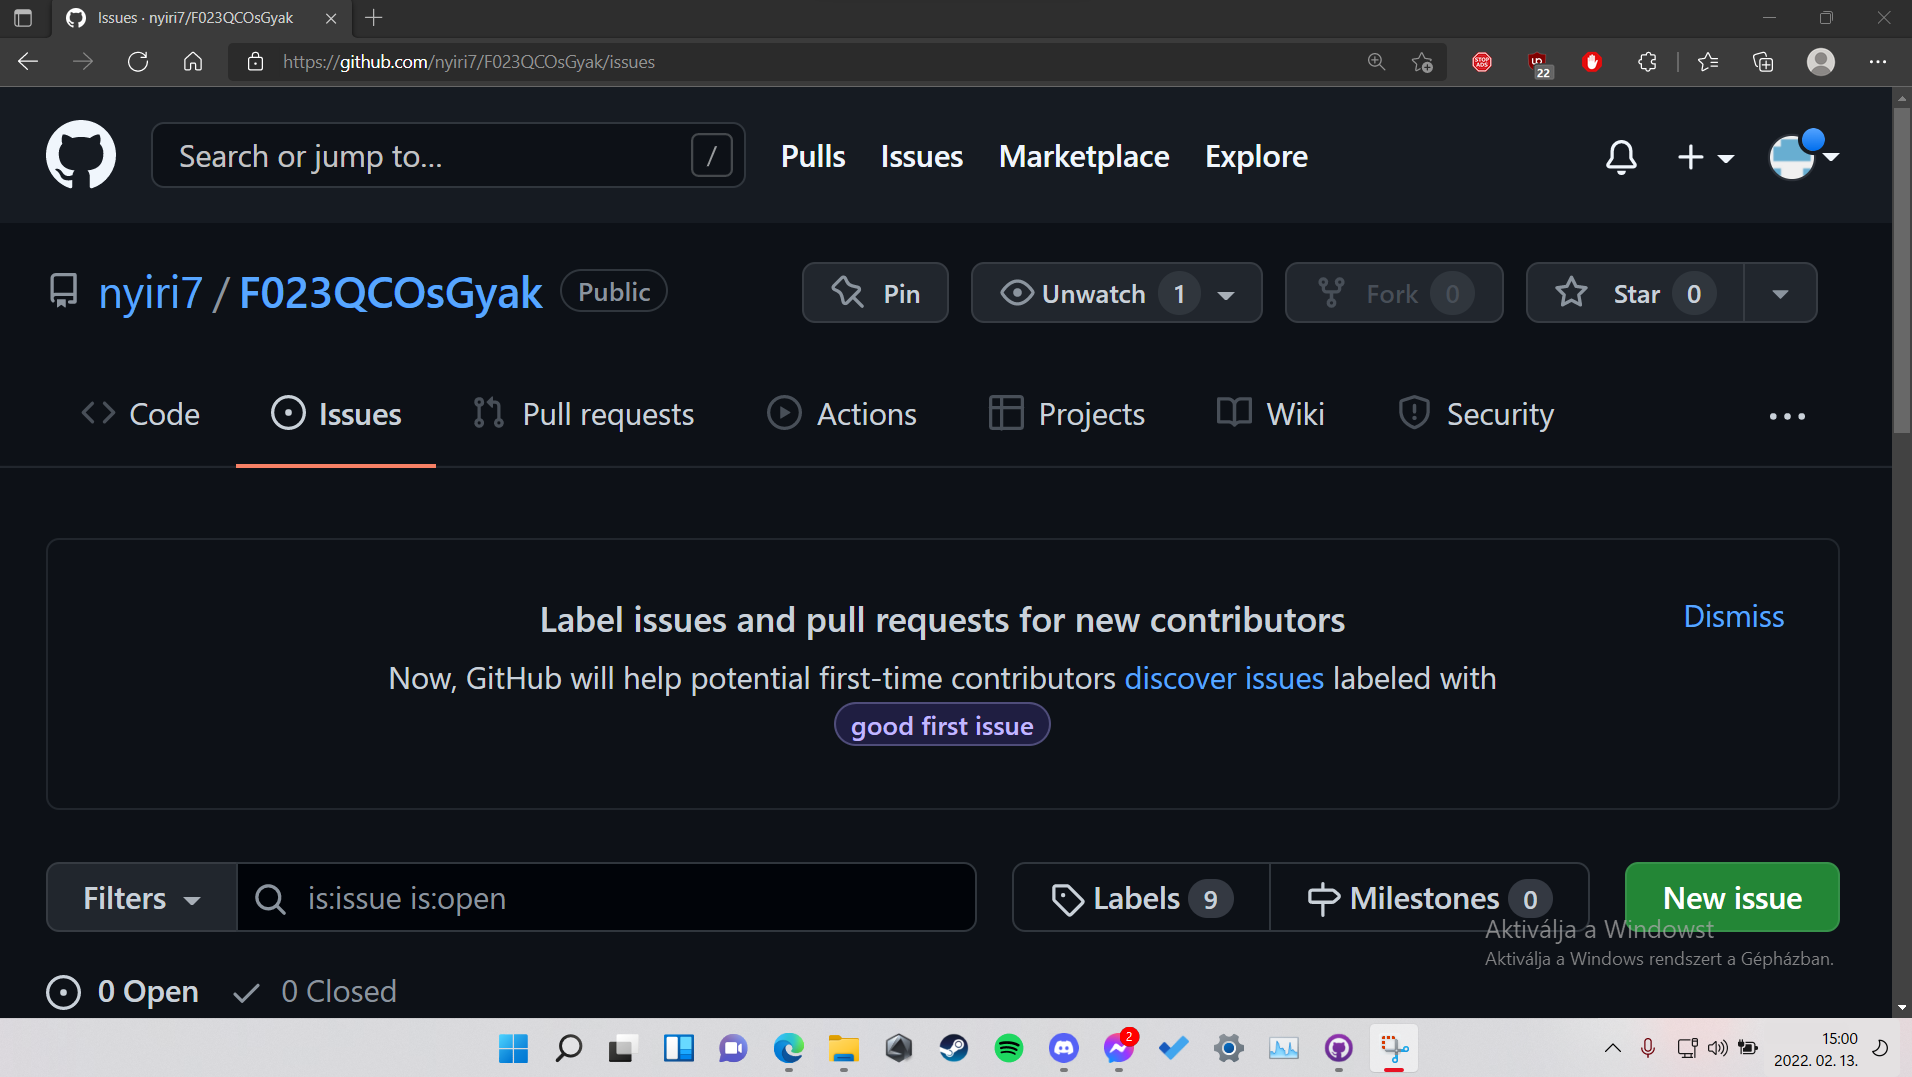 Issues · nyiri7/F023QCOsGyak
https://github.com/nyiri7/F023QCOsGyak/issues
STOP ADS
22
Search or jump to...
/
Pulls Issues Marketplace Explore
nyiri7 / F023QCOsGyak Public
Pin
Unwatch 1
Fork 0
Star 0
Code Issues Pull requests Actions Projects Wiki Security
Label issues and pull requests for new contributors
Dismiss
Now, GitHub will help potential first-time contributors discover issues labeled with
good first issue
Filters
is:issue is:open
Labels 9
Milestones 0
New issue
Aktiválja a Windowst
Aktiválja a Windows rendszert a Gépházban.
0 Open 0 Closed
2
15:00
2022. 02. 13.